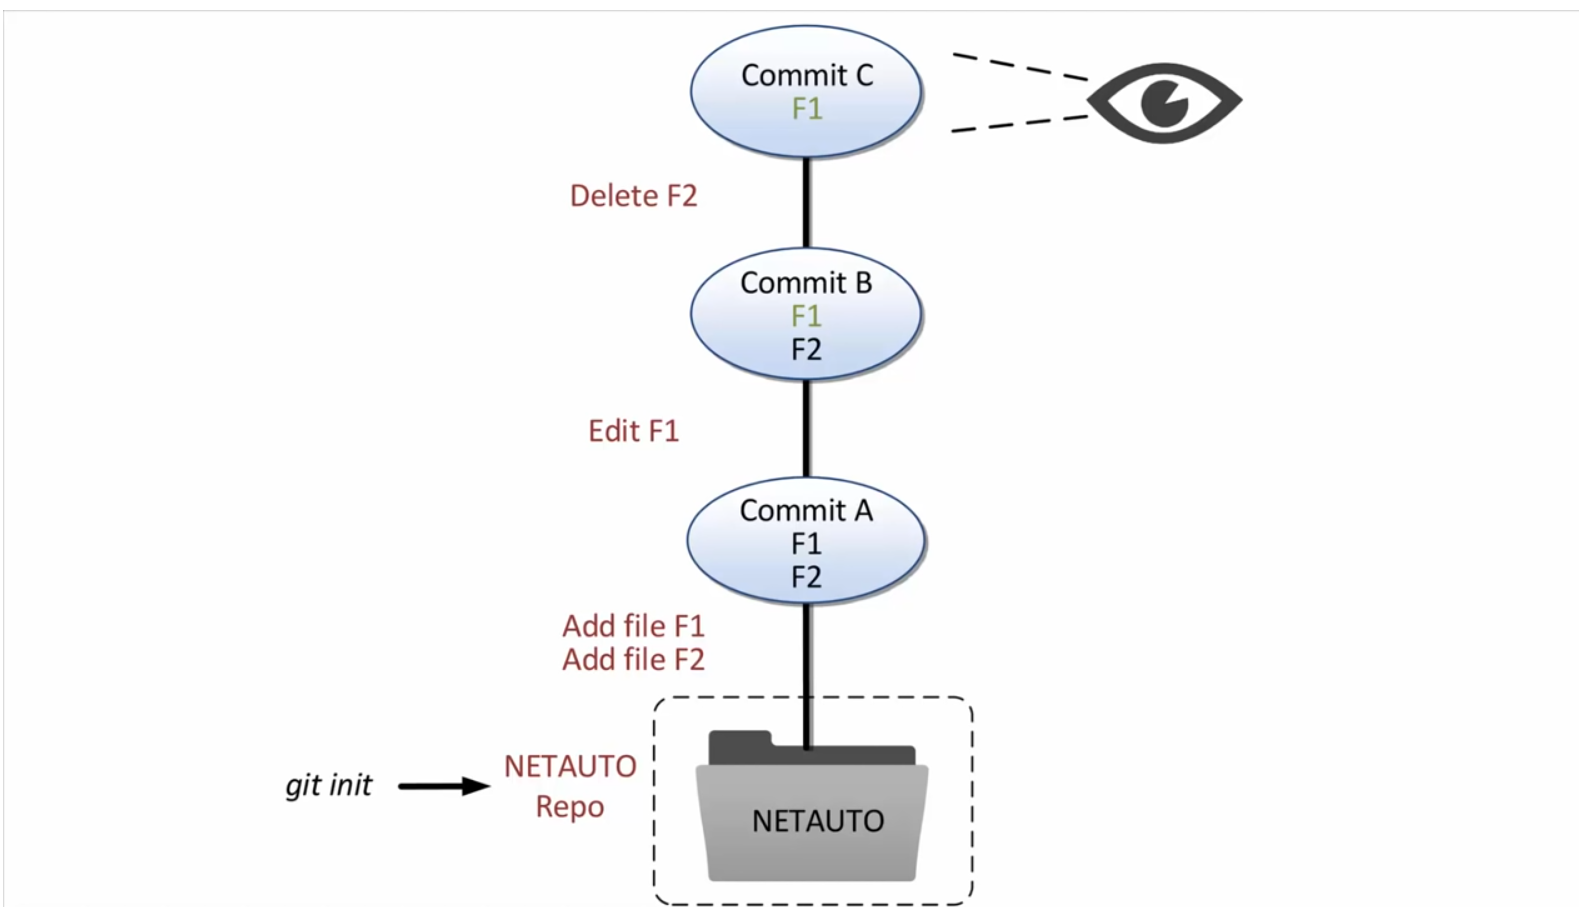 Commit C
F1
Delete F2
Commit B
F1
F2
Edit F1
Commit A
F1
F2
Add file F1
Add file F2
git init
NETAUTO
Repo
NETAUTO